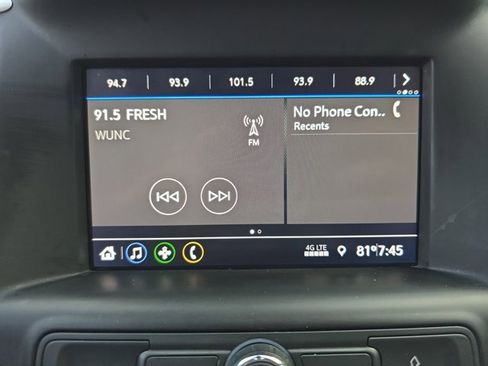 94.7 | 93.9 | 101.5 | 93.9 | 88.9
91.5 FRESH
WUNC
FM
No Phone Con..
Recents
4G LTE
81° 7:45